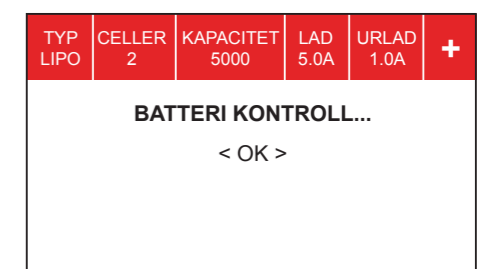 TYP CELLER KAPACITET LAD URLAD +
LIPO 2 5000 5.0A 1.0A
BATTERI KONTROLL...
< OK >